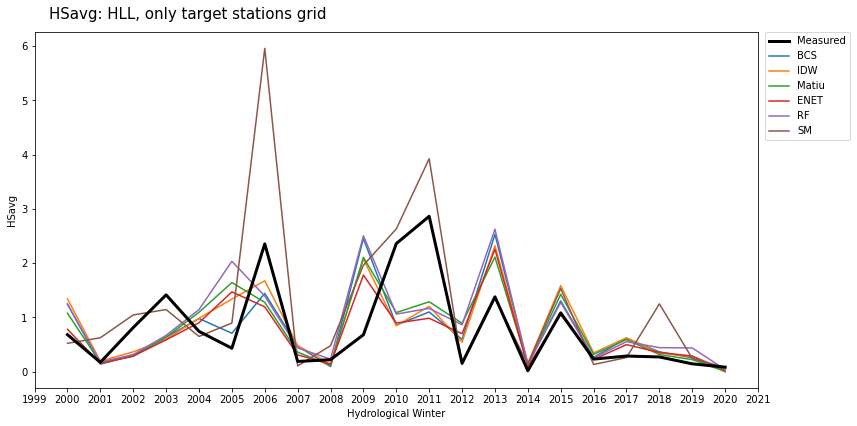 HSavg: HLL, only target stations grid
6
5
4
3
2
1
0
HSavg
1999 2000 2001 2002 2003 2004 2005 2006 2007 2008 2009 2010 2011 2012 2013 2014 2015 2016 2017 2018 2019 2020 2021
Hydrological Winter
Measured
BCS
IDW
Matiu
ENET
RF
SM